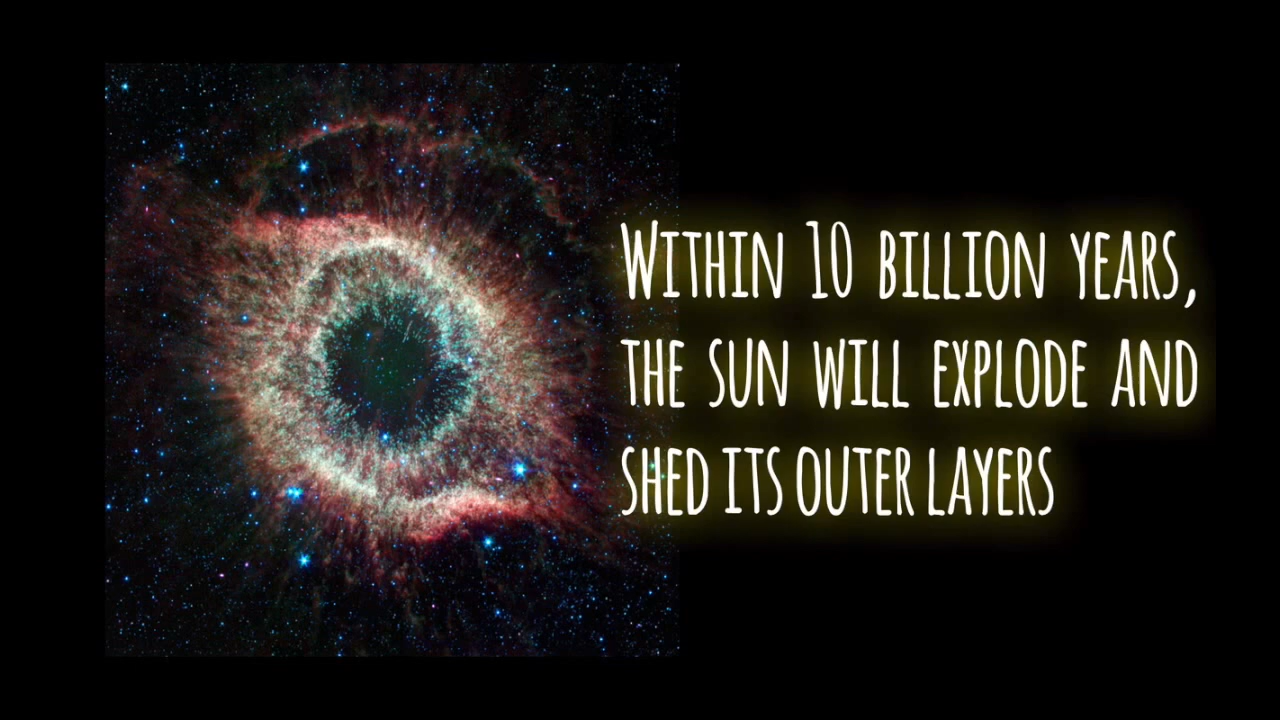 Within 10 billion years,
the sun will explode and
shed its outer layers